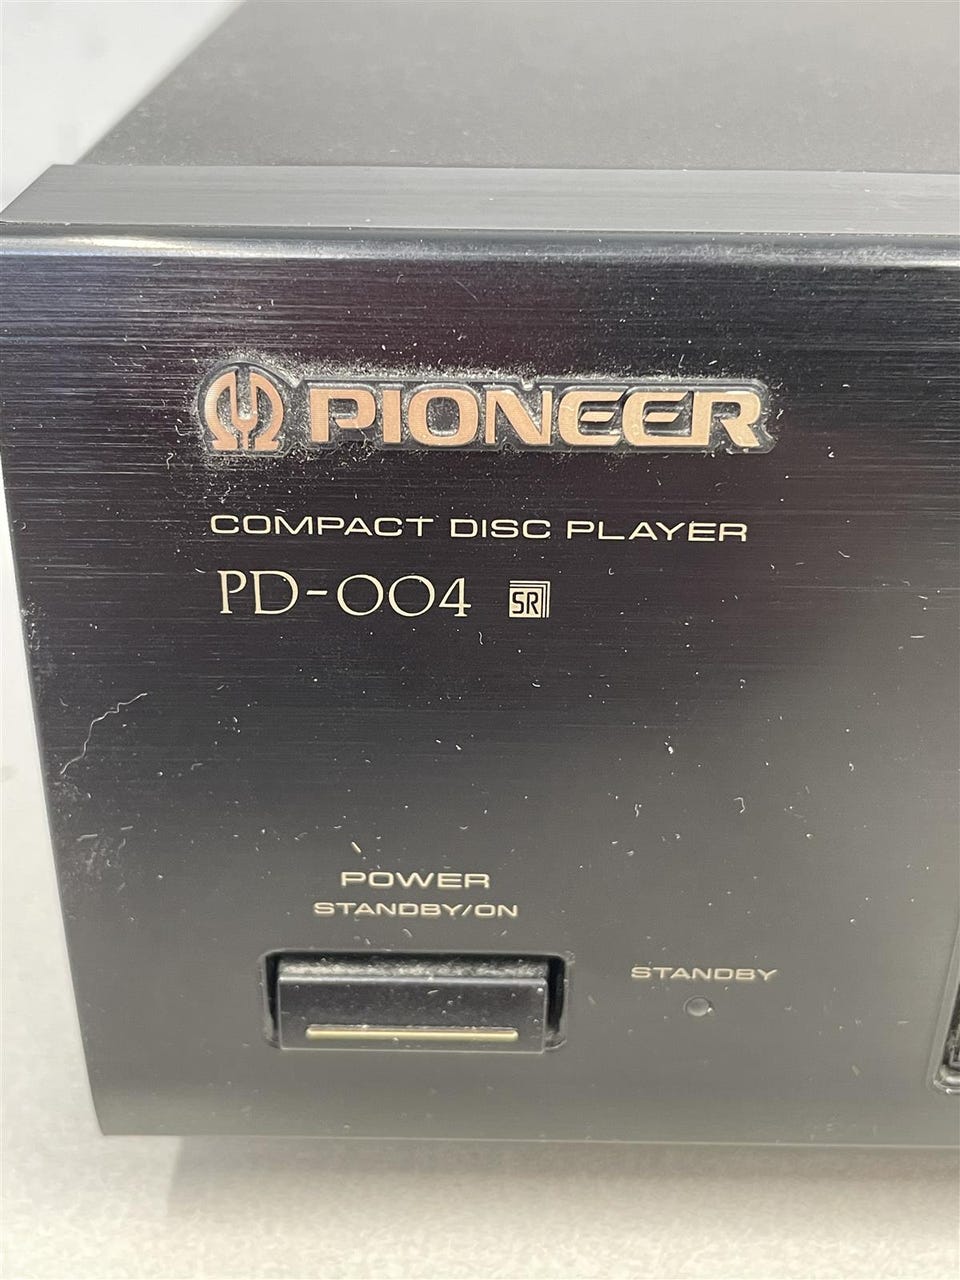 PIONEER
COMPACT DISC PLAYER
PD-004 SR
POWER
STANDBY/ON
STANDBY